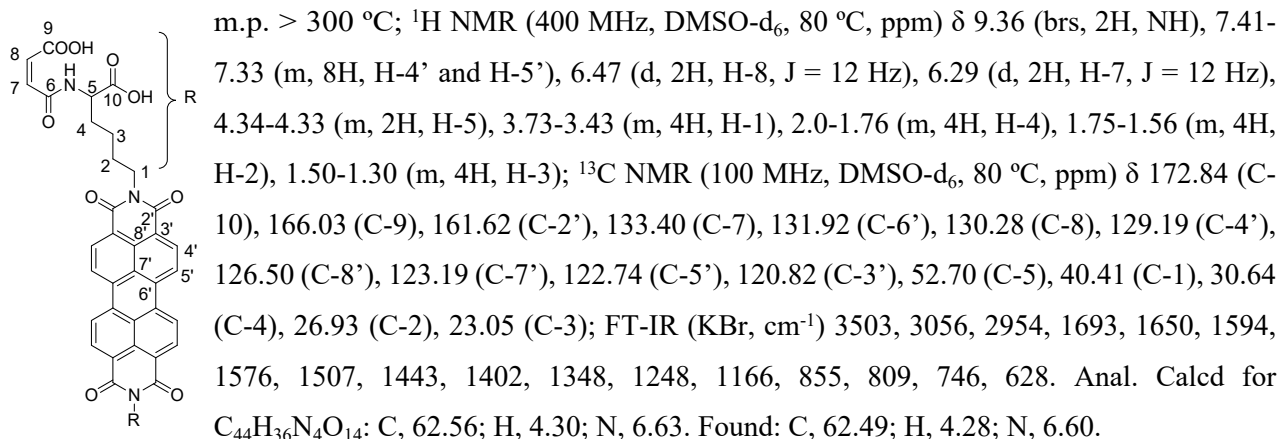 m.p. > 300 ºC; ¹H NMR (400 MHz, DMSO-d₆, 80 ºC, ppm) δ 9.36 (brs, 2H, NH), 7.41-
7.33 (m, 8H, H-4’ and H-5’), 6.47 (d, 2H, H-8, J = 12 Hz), 6.29 (d, 2H, H-7, J = 12 Hz),
4.34-4.33 (m, 2H, H-5), 3.73-3.43 (m, 4H, H-1), 2.0-1.76 (m, 4H, H-4), 1.75-1.56 (m, 4H,
H-2), 1.50-1.30 (m, 4H, H-3); ¹³C NMR (100 MHz, DMSO-d₆, 80 ºC, ppm) δ 172.84 (C-
10), 166.03 (C-9), 161.62 (C-2’), 133.40 (C-7), 131.92 (C-6’), 130.28 (C-8), 129.19 (C-4’),
126.50 (C-8’), 123.19 (C-7’), 122.74 (C-5’), 120.82 (C-3’), 52.70 (C-5), 40.41 (C-1), 30.64
(C-4), 26.93 (C-2), 23.05 (C-3); FT-IR (KBr, cm⁻¹) 3503, 3056, 2954, 1693, 1650, 1594,
1576, 1507, 1443, 1402, 1348, 1248, 1166, 855, 809, 746, 628. Anal. Calcd for
C₄₄H₃₆N₄O₁₄: C, 62.56; H, 4.30; N, 6.63. Found: C, 62.49; H, 4.28; N, 6.60.
9
8 COOH
H O
7 6 N 5 10 OH R
O
4 3
2 1
O N O
2'
8' 3'
4'
7' 5'
6'
O N O
R